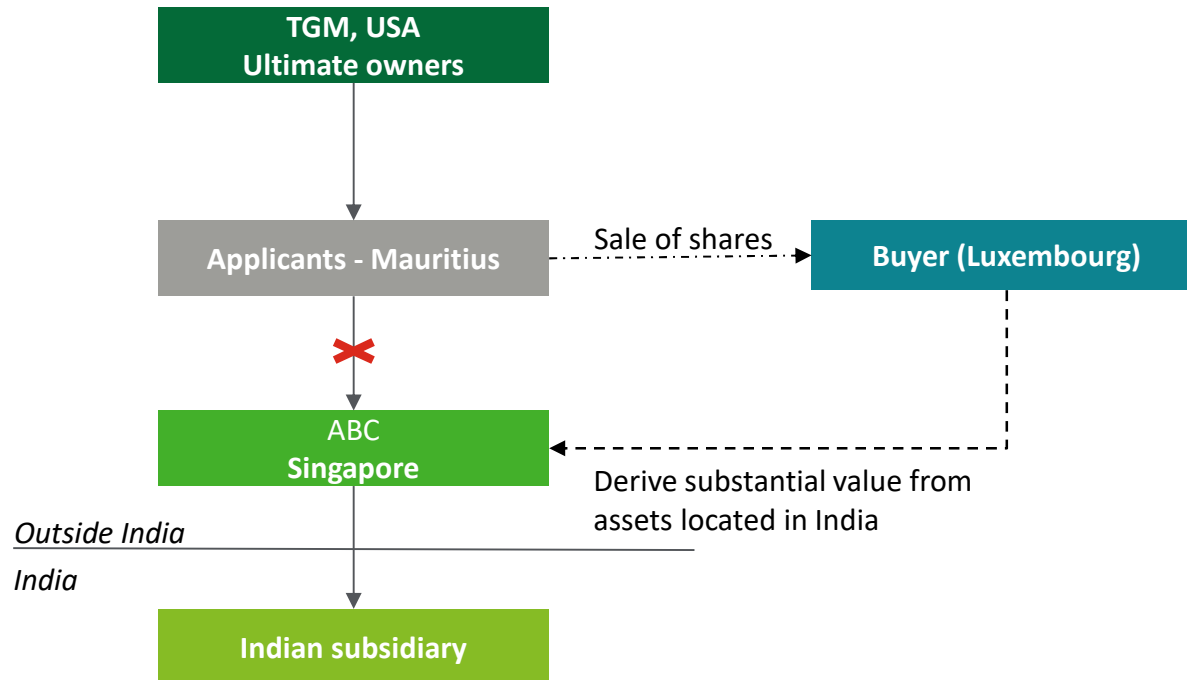 TGM, USA
Ultimate owners
Applicants - Mauritius
Sale of shares
Buyer (Luxembourg)
ABC
Singapore
Derive substantial value from
assets located in India
Outside India
India
Indian subsidiary